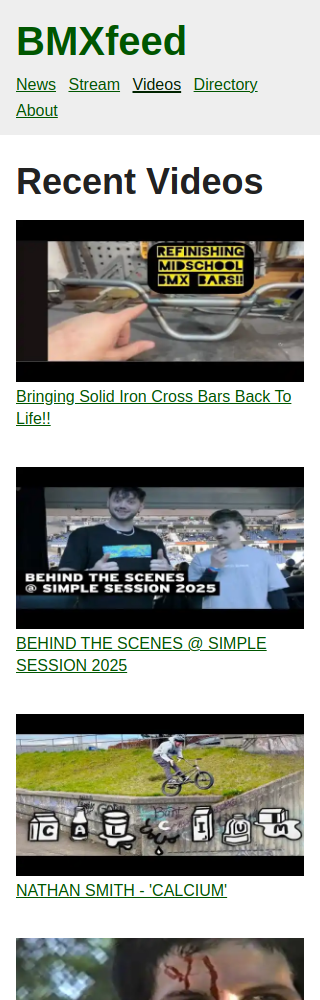 BMXfeed
News Stream Videos Directory
About
Recent Videos
REFINISHING
MIDSCHOOL
BMX BARS!!
Bringing Solid Iron Cross Bars Back To
Life!!
BEHIND THE SCENES
@ SIMPLE SESSION 2025
BEHIND THE SCENES @ SIMPLE
SESSION 2025
CALCIUM
NATHAN SMITH - 'CALCIUM'